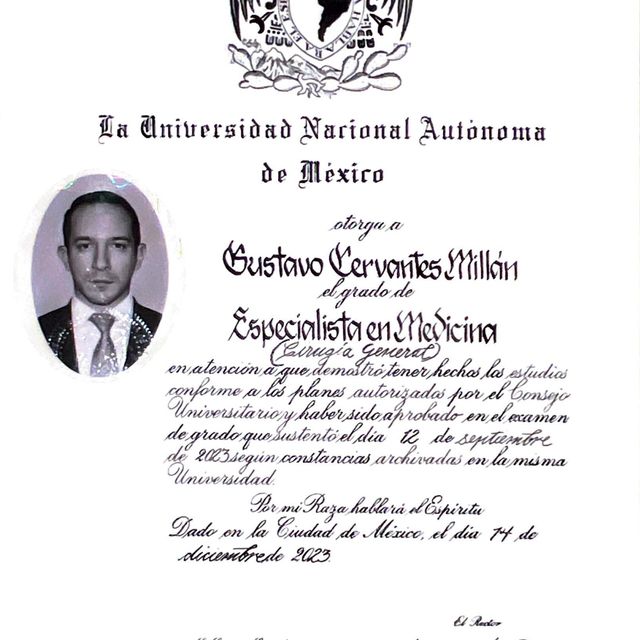 La Universidad Nacional Autónoma
de México
otorga a
Gustavo Cervantes Millán
el grado de
Especialista en Medicina
(Cirugía General)
en atención a que demostró tener hechos los estudios
conforme a los planes autorizados por el Consejo
Universitario y haber sido aprobado en el examen
de grado que sustentó el día 12 de septiembre
de 2023 según constancias archivadas en la misma
Universidad.
Por mi Raza hablará el Espíritu
Dado en la Ciudad de México, el día 14 de
diciembre de 2023.
El Rector